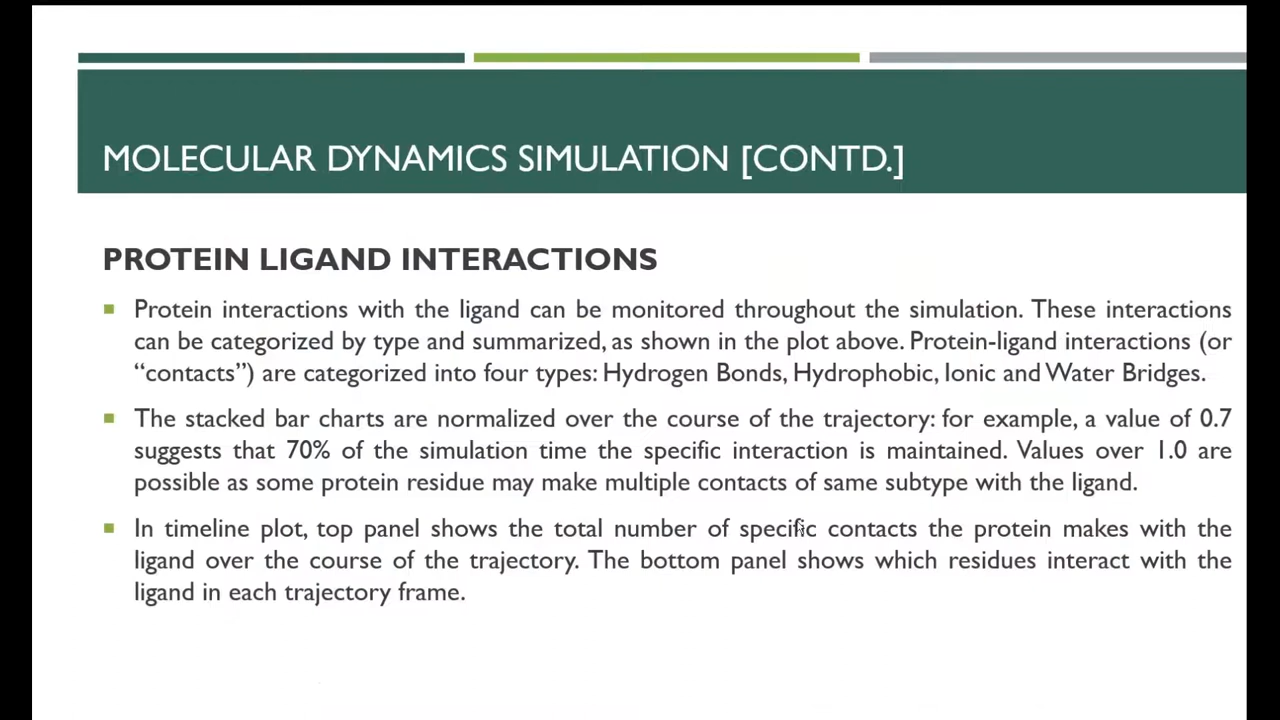 MOLECULAR DYNAMICS SIMULATION [CONTD.]
PROTEIN LIGAND INTERACTIONS
Protein interactions with the ligand can be monitored throughout the simulation. These interactions
can be categorized by type and summarized, as shown in the plot above. Protein-ligand interactions (or
“contacts”) are categorized into four types: Hydrogen Bonds, Hydrophobic, Ionic and Water Bridges.
The stacked bar charts are normalized over the course of the trajectory: for example, a value of 0.7
suggests that 70% of the simulation time the specific interaction is maintained. Values over 1.0 are
possible as some protein residue may make multiple contacts of same subtype with the ligand.
In timeline plot, top panel shows the total number of specific contacts the protein makes with the
ligand over the course of the trajectory. The bottom panel shows which residues interact with the
ligand in each trajectory frame.